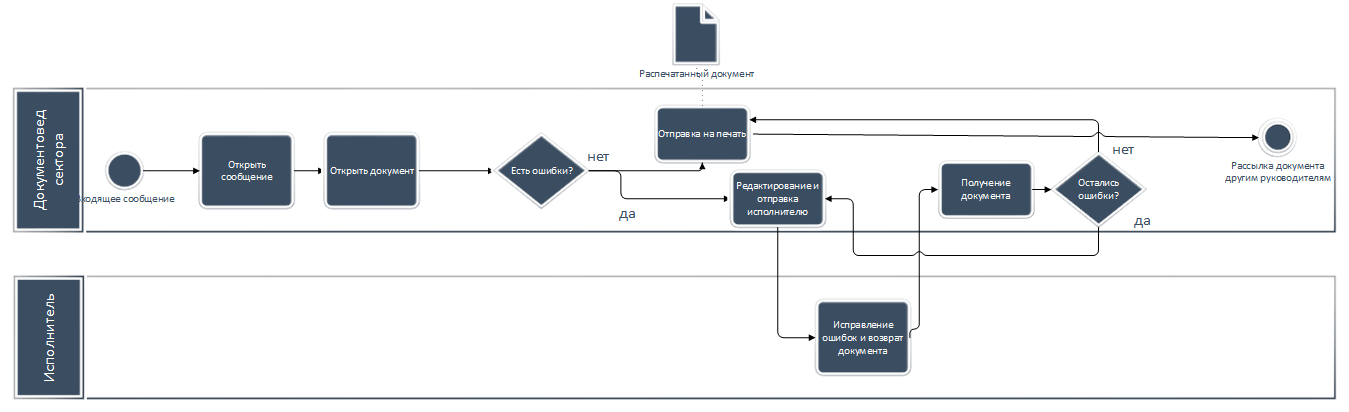 Распечатанный документ
Документовед
сектора
Входящее сообщение
Открыть
сообщение
Открыть документ
Есть ошибки?
нет
да
Отправка на печать
Редактирование и
отправка
исполнителю
Получение
документа
Остались
ошибки?
нет
да
Рассылка документа
другим руководителям
Исполнитель
Исправление
ошибок и возврат
документа